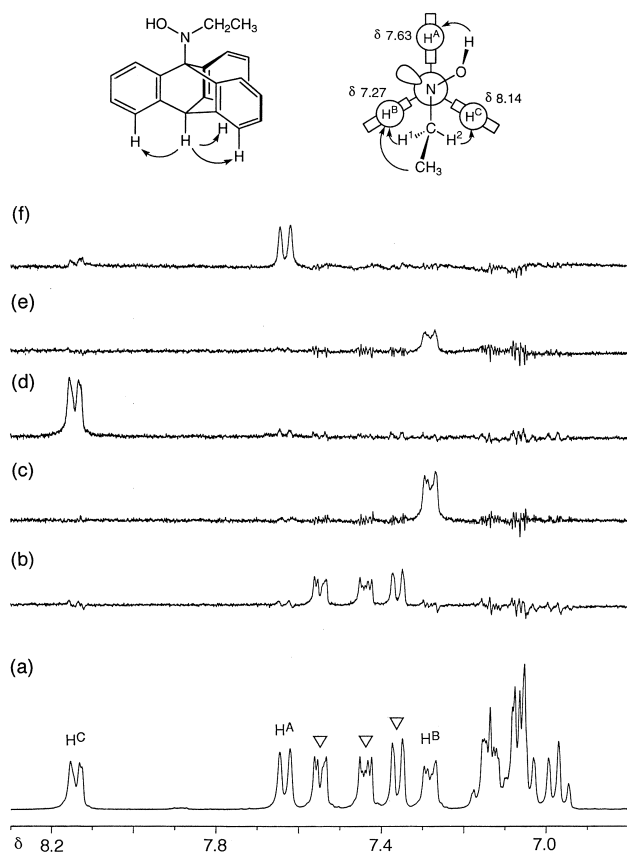 HO
N
CH₂CH₃
H
H
H
H
δ 7.63
Hᴬ
H
O
N
δ 7.27
Hᴮ
δ 8.14
Hᶜ
H¹
C
H²
CH₃
(f)
(e)
(d)
(c)
(b)
(a)
Hᶜ
Hᴬ
Hᴮ
δ 8.2 7.8 7.4 7.0